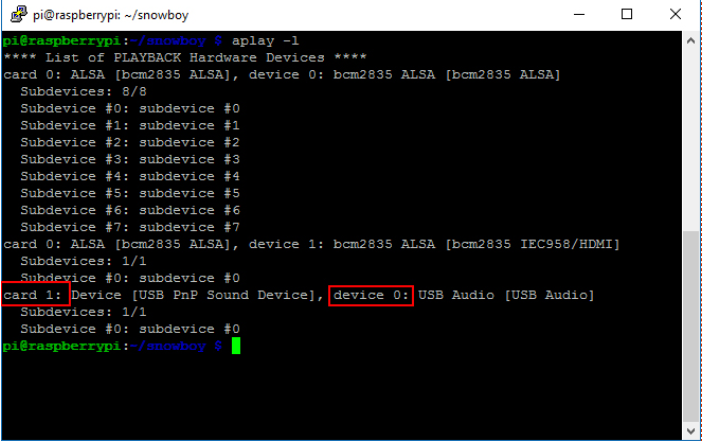 pi@raspberrypi: ~/snowboy
pi@raspberrypi:~/snowboy $ aplay -l
**** List of PLAYBACK Hardware Devices ****
card 0: ALSA [bcm2835 ALSA], device 0: bcm2835 ALSA [bcm2835 ALSA]
  Subdevices: 8/8
  Subdevice #0: subdevice #0
  Subdevice #1: subdevice #1
  Subdevice #2: subdevice #2
  Subdevice #3: subdevice #3
  Subdevice #4: subdevice #4
  Subdevice #5: subdevice #5
  Subdevice #6: subdevice #6
  Subdevice #7: subdevice #7
card 0: ALSA [bcm2835 ALSA], device 1: bcm2835 ALSA [bcm2835 IEC958/HDMI]
  Subdevices: 1/1
  Subdevice #0: subdevice #0
card 1: Device [USB PnP Sound Device], device 0: USB Audio [USB Audio]
  Subdevices: 1/1
  Subdevice #0: subdevice #0
pi@raspberrypi:~/snowboy $